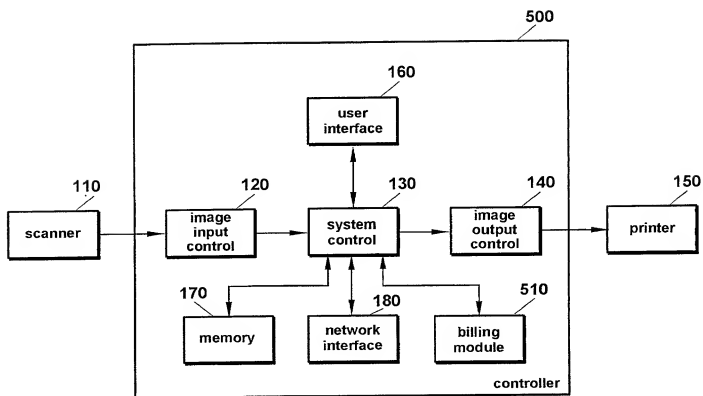 500
160
user
interface
110
120
130
140
150
scanner
image
input
control
system
control
image
output
control
printer
170
180
510
memory
network
interface
billing
module
controller